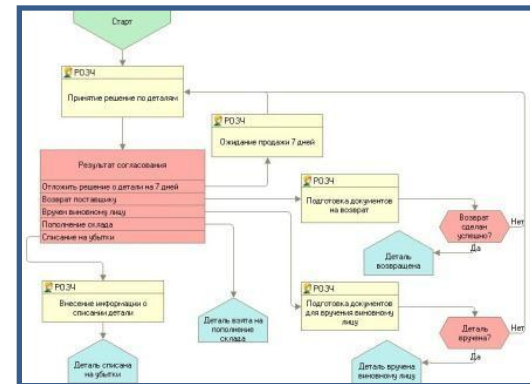 Старт
РОЗЧ
Принятие решение по деталям
РОЗЧ
Ожидание продажи 7 дней
Результат согласования
Отложить решение о детали на 7 дней
Возврат поставщику
Вручен виновному лицу
Пополнение склада
Списание на убытки
РОЗЧ
Подготовка документов
на возврат
Возврат
сделан
успешно?
Нет
Да
Деталь
возвращена
РОЗЧ
Внесение информации о
списании детали
Деталь взята на
пополнение
склада
РОЗЧ
Подготовка документов
для вручения виновному
лицу
Деталь
вручена?
Нет
Да
Деталь списана
на убытки
Деталь вручена
виновному лицу